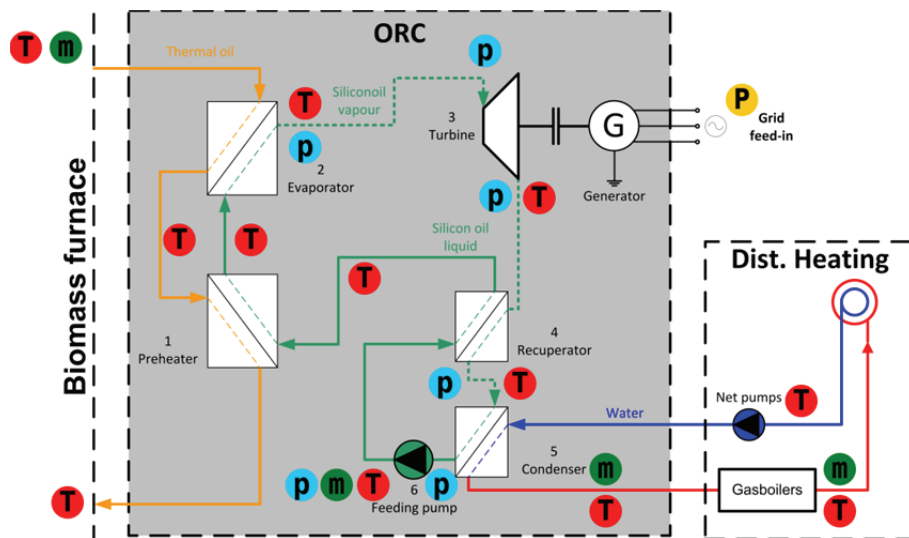 ORC
T
m
Thermal oil
p
Siliconoil
vapour
T
p
2
Evaporator
3
Turbine
G
Generator
P
Grid
feed-in
p
T
T
T
Silicon oil
liquid
T
Biomass furnace
1
Preheater
4
Recuperator
p
T
Dist. Heating
Net pumps
T
Water
5
Condenser
m
T
p
m
T
p
6
Feeding pump
Gasboilers
m
T
T